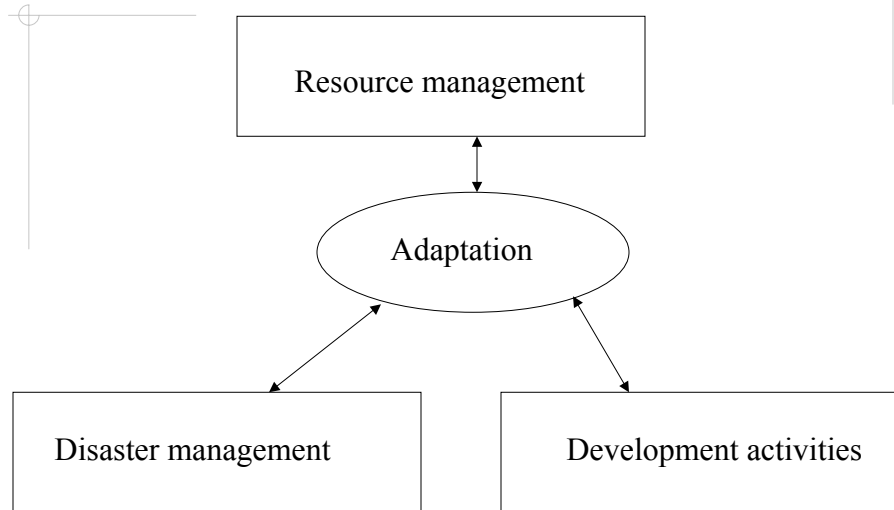 Resource management
Adaptation
Disaster management
Development activities